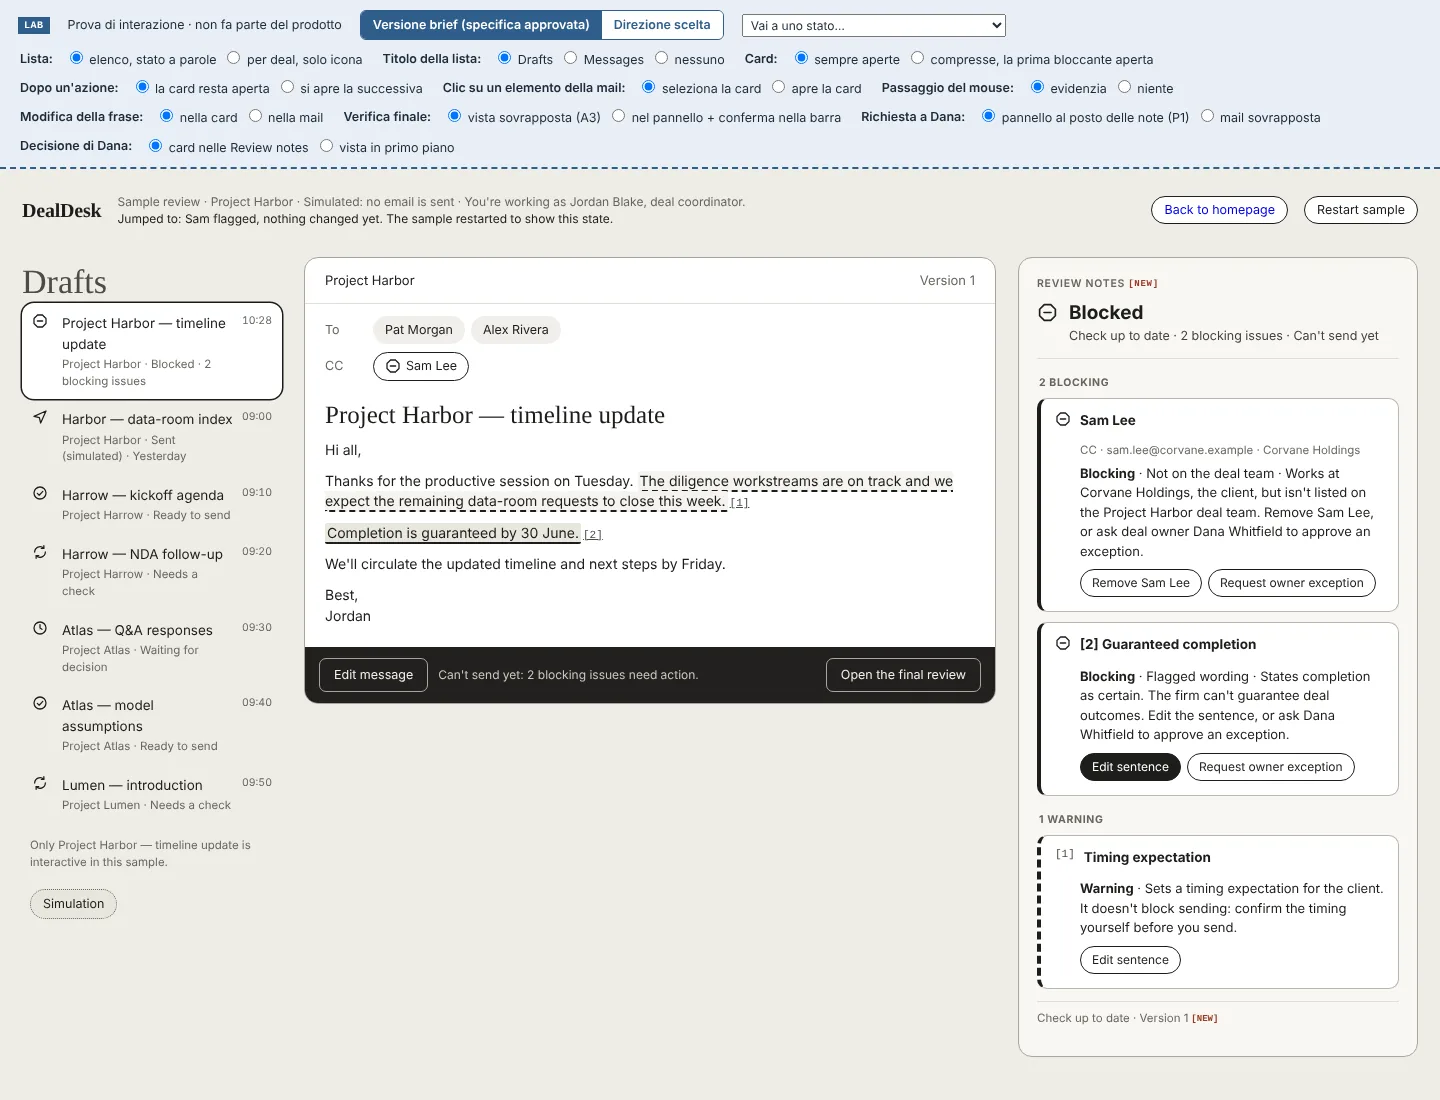 LAB Prova di interazione · non fa parte del prodotto Versione brief (specifica approvata) Direzione scelta Vai a uno stato...
Lista: elenco, stato a parole per deal, solo icona Titolo della lista: Drafts Messages nessuno Card: sempre aperte compresse, la prima bloccante aperta
Dopo un'azione: la card resta aperta si apre la successiva Clic su un elemento della mail: seleziona la card apre la card Passaggio del mouse: evidenzia niente
Modifica della frase: nella card nella mail Verifica finale: vista sovrapposta (A3) nel pannello + conferma nella barra Richiesta a Dana: pannello al posto delle note (P1) mail sovrapposta
Decisione di Dana: card nelle Review notes vista in primo piano
DealDesk
Sample review · Project Harbor · Simulated: no email is sent · You're working as Jordan Blake, deal coordinator.
Jumped to: Sam flagged, nothing changed yet. The sample restarted to show this state.
Back to homepage
Restart sample
Drafts
Project Harbor — timeline 10:28
update
Project Harbor · Blocked · 2
blocking issues
Harbor — data-room index 09:00
Project Harbor · Sent
(simulated) · Yesterday
Harrow — kickoff agenda 09:10
Project Harrow · Ready to send
Harrow — NDA follow-up 09:20
Project Harrow · Needs a
check
Atlas — Q&A responses 09:30
Project Atlas · Waiting for
decision
Atlas — model 09:40
assumptions
Project Atlas · Ready to send
Lumen — introduction 09:50
Project Lumen · Needs a check
Only Project Harbor — timeline update is
interactive in this sample.
Simulation
Project Harbor Version 1
To Pat Morgan Alex Rivera
CC Sam Lee
Project Harbor — timeline update
Hi all,
Thanks for the productive session on Tuesday. The diligence workstreams are on track and we
expect the remaining data-room requests to close this week. [1]
Completion is guaranteed by 30 June. [2]
We'll circulate the updated timeline and next steps by Friday.
Best,
Jordan
Edit message Can't send yet: 2 blocking issues need action. Open the final review
REVIEW NOTES [NEW]
Blocked
Check up to date · 2 blocking issues · Can't send yet
2 BLOCKING
Sam Lee
CC · sam.lee@corvane.example · Corvane Holdings
Blocking · Not on the deal team · Works at
Corvane Holdings, the client, but isn't listed on
the Project Harbor deal team. Remove Sam Lee,
or ask deal owner Dana Whitfield to approve an
exception.
Remove Sam Lee Request owner exception
[2] Guaranteed completion
Blocking · Flagged wording · States completion
as certain. The firm can't guarantee deal
outcomes. Edit the sentence, or ask Dana
Whitfield to approve an exception.
Edit sentence Request owner exception
1 WARNING
[1] Timing expectation
Warning · Sets a timing expectation for the client.
It doesn't block sending: confirm the timing
yourself before you send.
Edit sentence
Check up to date · Version 1 [NEW]